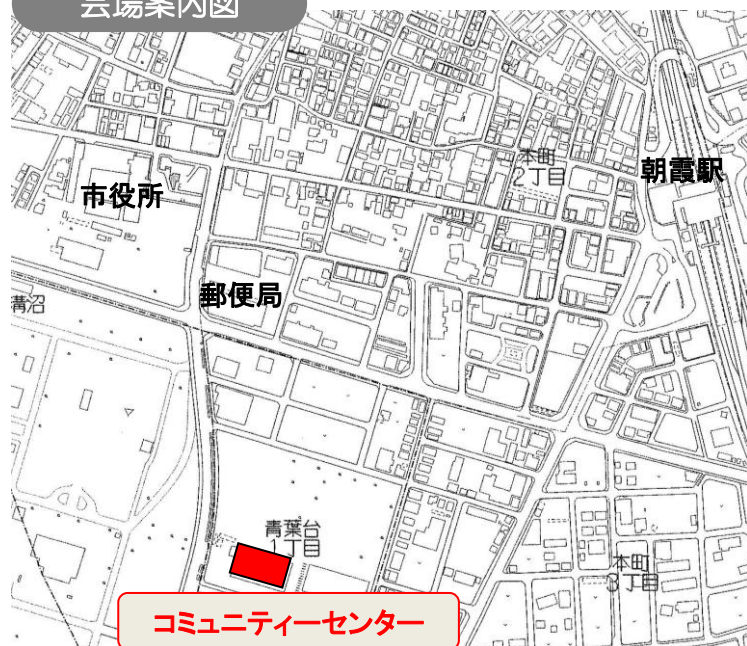 会場案内図
本町
2丁目
朝霞駅
市役所
郵便局
溝沼
青葉台
1丁目
本町
3丁目
コミュニティーセンター